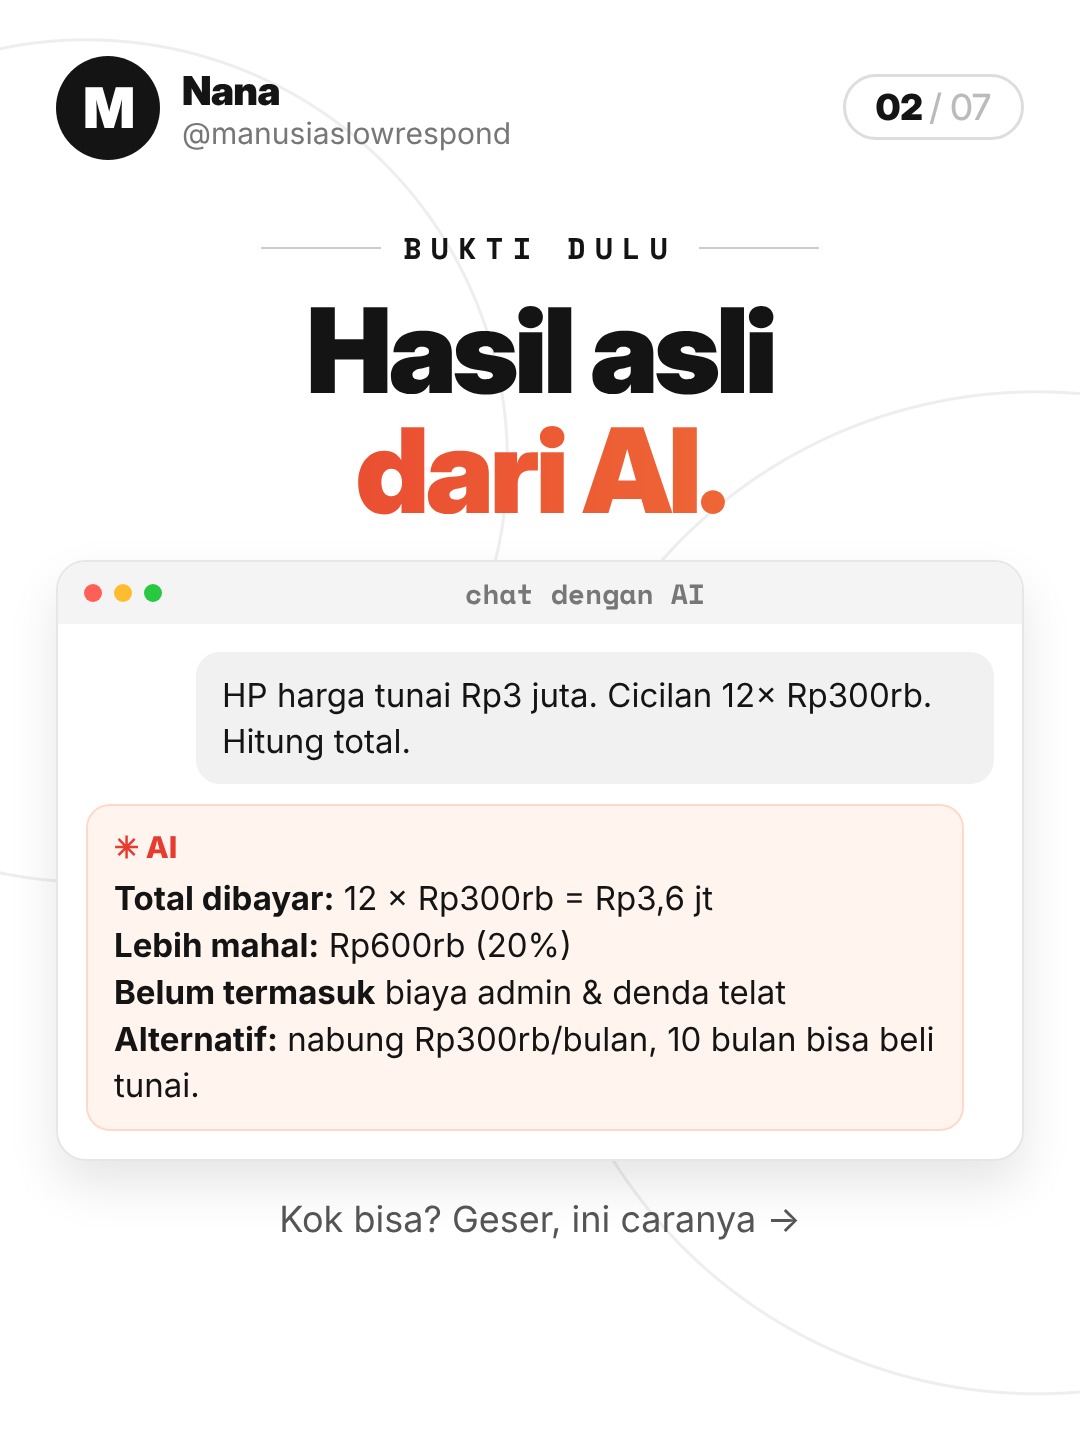 M
Nana
@manusiaslowrespond
02 / 07
BUKTI DULU
Hasil asli
dari AI.
chat dengan AI
HP harga tunai Rp3 juta. Cicilan 12× Rp300rb.
Hitung total.
✳ AI
Total dibayar: 12 × Rp300rb = Rp3,6 jt
Lebih mahal: Rp600rb (20%)
Belum termasuk biaya admin & denda telat
Alternatif: nabung Rp300rb/bulan, 10 bulan bisa beli
tunai.
Kok bisa? Geser, ini caranya →